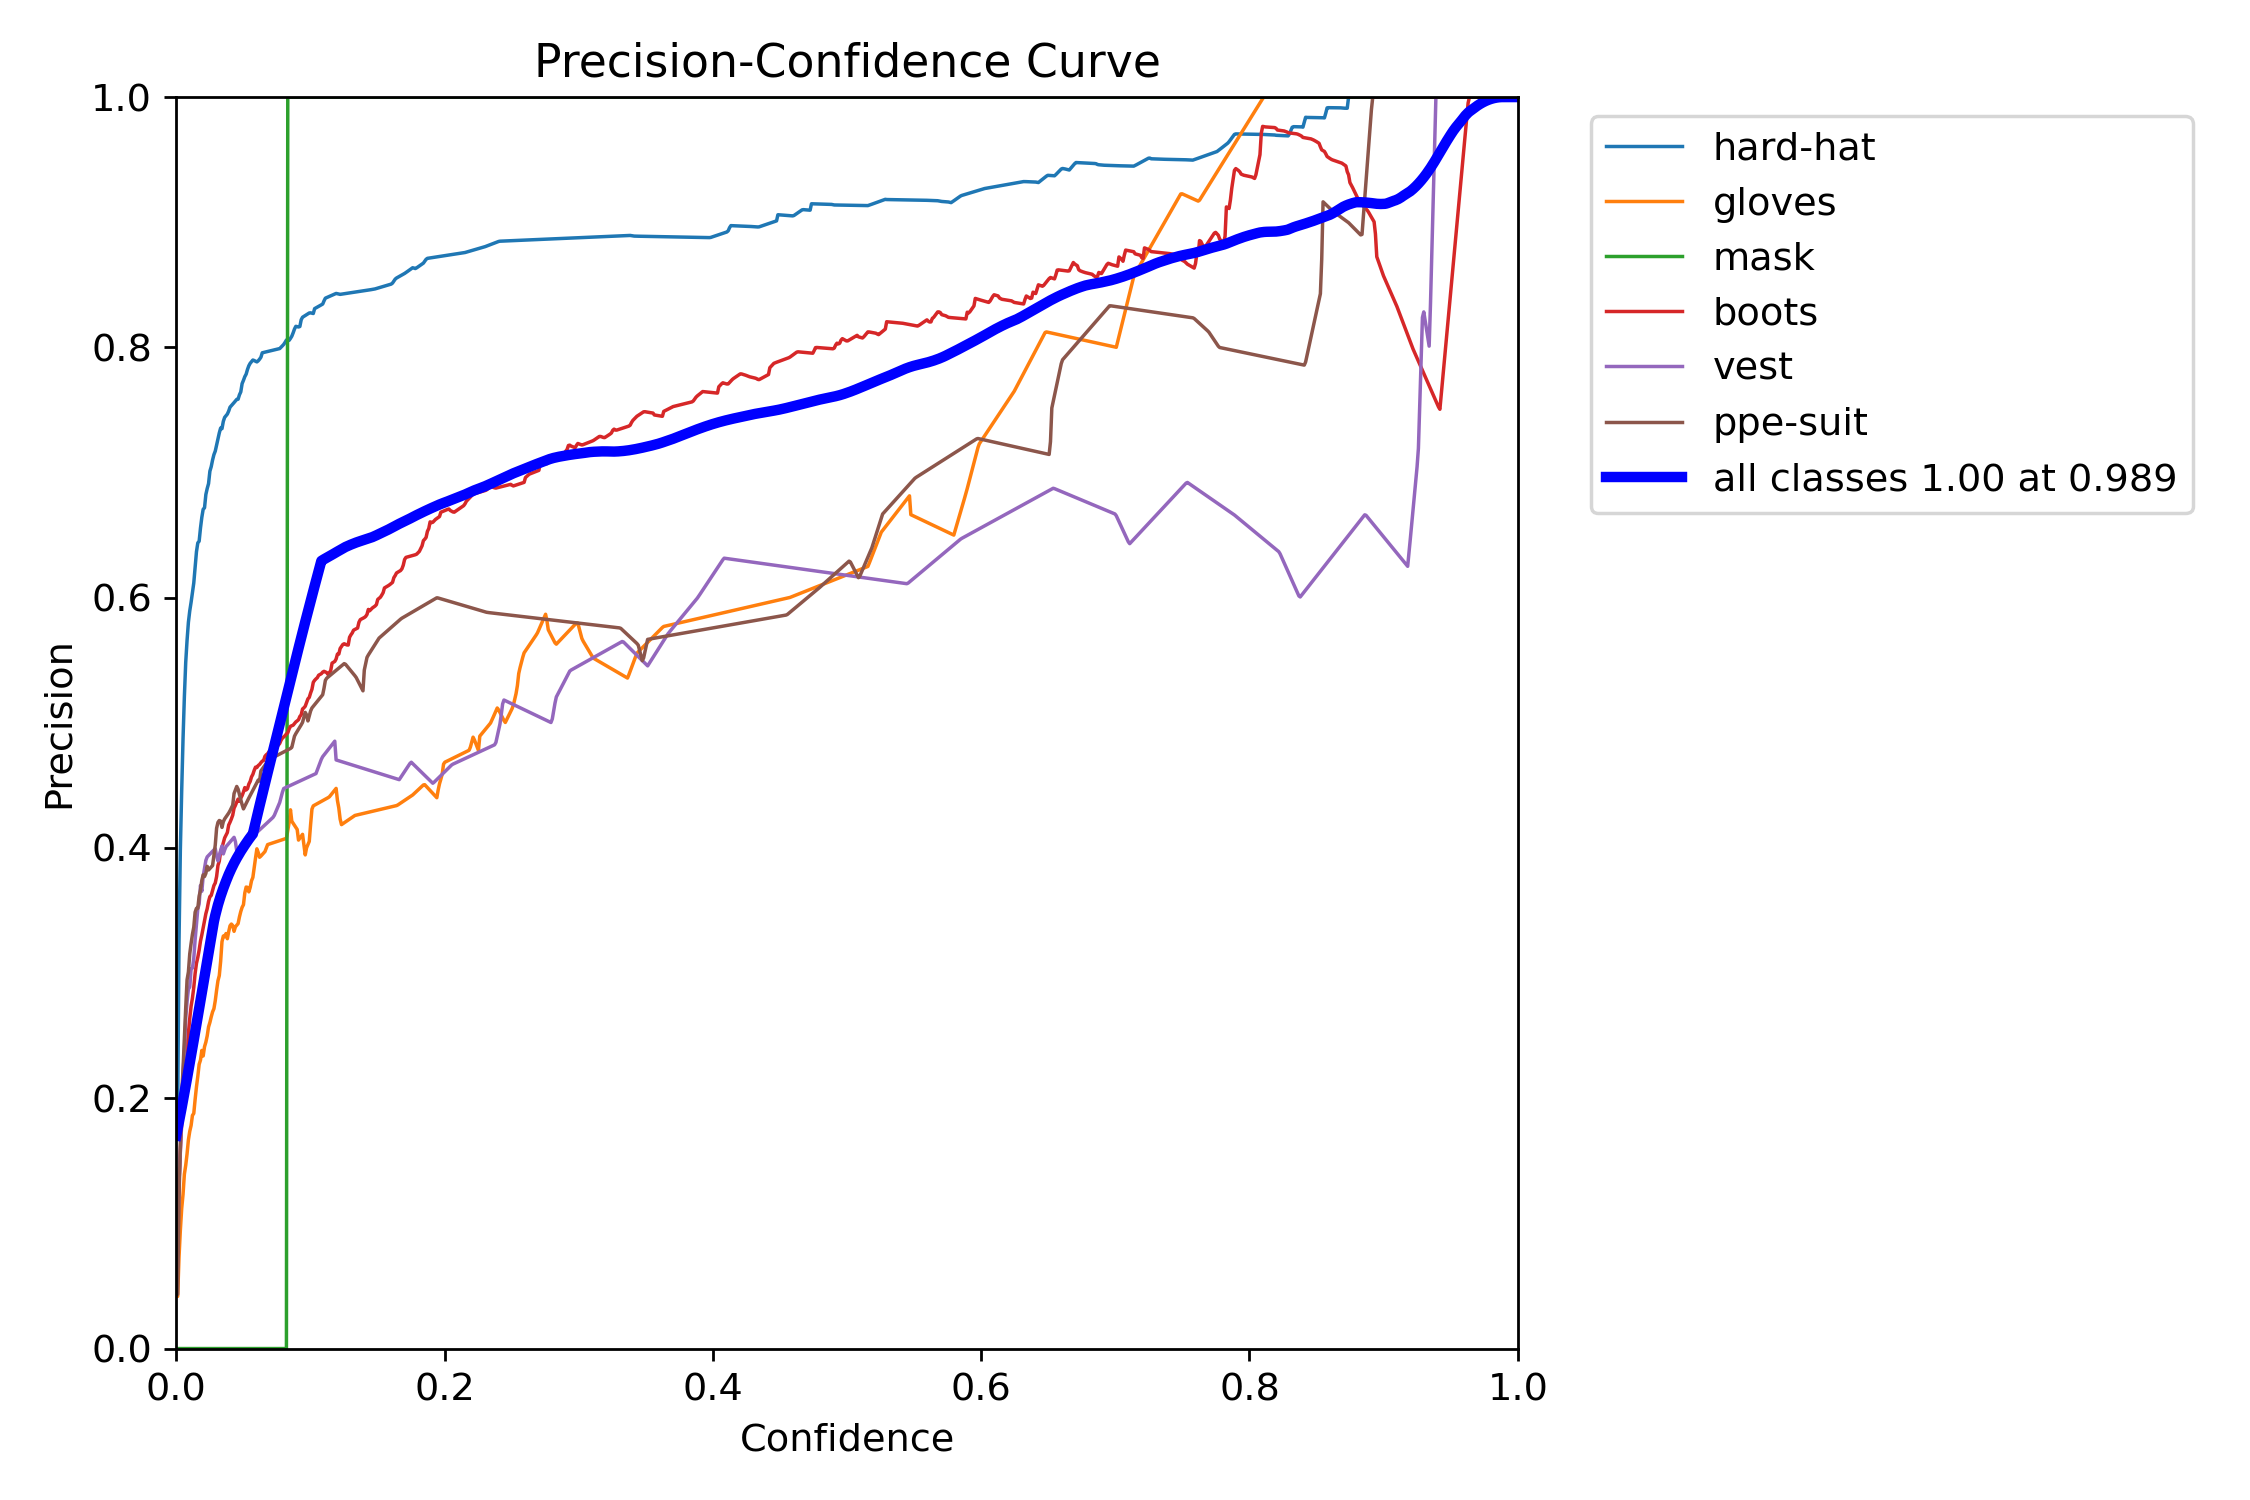 Precision-Confidence Curve
1.0
0.8
0.6
0.4
0.2
0.0
Precision
0.0 0.2 0.4 0.6 0.8 1.0
Confidence
hard-hat
gloves
mask
boots
vest
ppe-suit
all classes 1.00 at 0.989